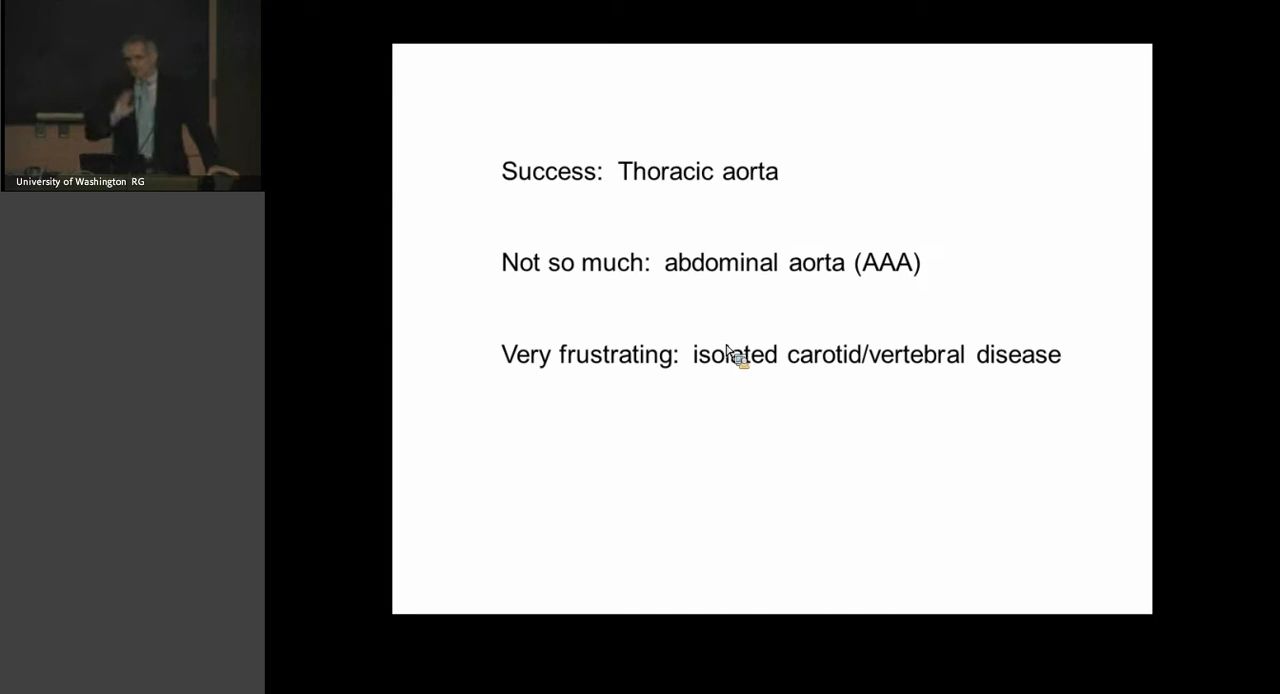 University of Washington RG
Success: Thoracic aorta
Not so much: abdominal aorta (AAA)
Very frustrating: isolated carotid/vertebral disease